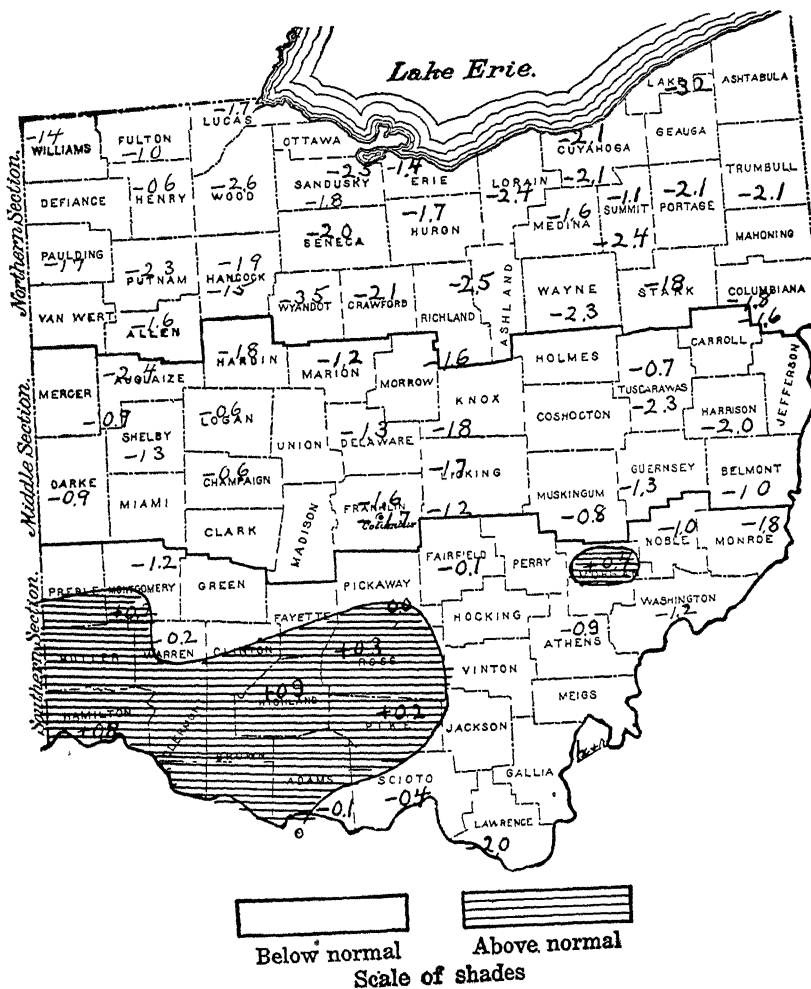 Lake Erie.
LAKE
-3.2
ASHTABULA
-1.7
LUCAS
-1.4
WILLIAMS
FULTON
-1.0
OTTAWA
-2.1
CUYAHOGA
GEAUGA
-2.5
SANDUSKY
-1.8
-1.4
ERIE
LORAIN
-2.4
-2.1
TRUMBULL
-2.1
DEFIANCE
-0.6
HENRY
-2.6
WOOD
-1.7
HURON
-1.6
MEDINA
-1.1
SUMMIT
-2.1
PORTAGE
-2.0
SENECA
-2.4
MAHONING
PAULDING
-1.7
-2.3
PUTNAM
-1.9
HANCOCK
-1.5
-3.5
WYANDOT
-2.1
CRAWFORD
-2.5
RICHLAND
ASHLAND
WAYNE
-2.3
-1.8
STARK
COLUMBIANA
-1.8
-1.6
Northern Section.
VAN WERT
-1.6
ALLEN
-1.8
HARDIN
-1.2
MARION
MORROW
-1.6
HOLMES
CARROLL
JEFFERSON
MERCER
-2.4
AUGLAIZE
-0.9
-0.6
LOGAN
UNION
-1.3
DELAWARE
KNOX
-1.8
COSHOCTON
-0.7
TUSCARAWAS
-2.3
HARRISON
-2.0
SHELBY
-1.3
Middle Section.
DARKE
-0.9
MIAMI
-0.6
CHAMPAIGN
CLARK
MADISON
-1.6
FRANKLIN
-1.7
Columbus
-1.7
LICKING
-1.2
MUSKINGUM
-0.8
GUERNSEY
-1.3
BELMONT
-1.0
PREBLE
-1.2
MONTGOMERY
GREEN
FAYETTE
PICKAWAY
0.0
FAIRFIELD
-0.1
PERRY
+0.4
-1.0
NOBLE
-1.8
MONROE
HOCKING
WASHINGTON
-1.2
-0.9
ATHENS
Southern Section.
BUTLER
-0.2
WARREN
CLINTON
+0.3
ROSS
VINTON
MEIGS
HAMILTON
+0.8
CLERMONT
+0.9
HIGHLAND
+0.2
PIKE
JACKSON
BROWN
ADAMS
-0.1
SCIOTO
-0.4
GALLIA
LAWRENCE
-2.0
Below normal
Above normal
Scale of shades